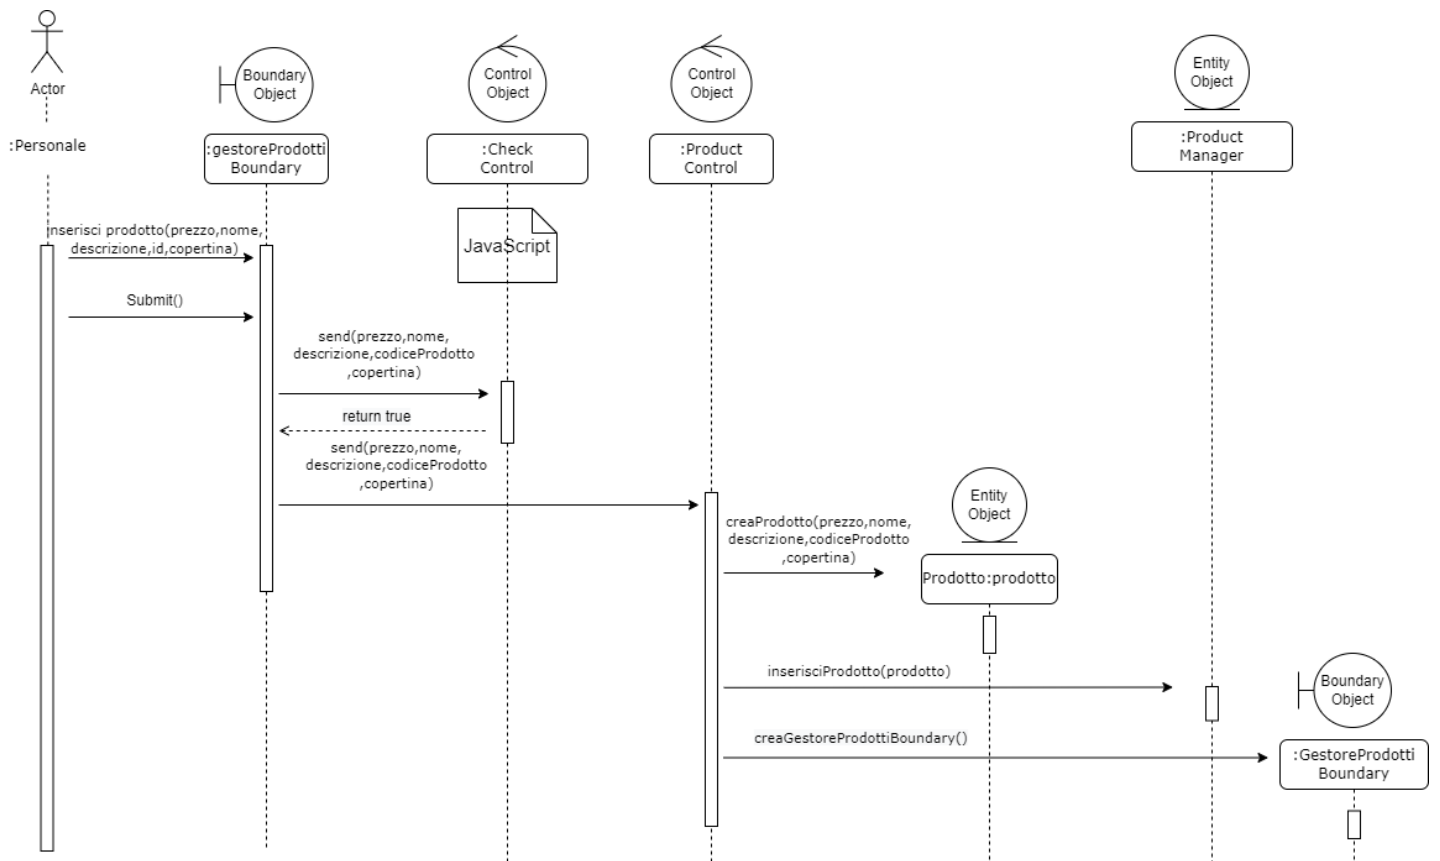 Actor
:Personale
Boundary
Object
:gestoreProdotti
Boundary
Control
Object
:Check
Control
Control
Object
:Product
Control
Entity
Object
:Product
Manager
JavaScript
inserisci prodotto(prezzo,nome,
descrizione,id,copertina)
Submit()
send(prezzo,nome,
descrizione,codiceProdotto
,copertina)
return true
send(prezzo,nome,
descrizione,codiceProdotto
,copertina)
creaProdotto(prezzo,nome,
descrizione,codiceProdotto
,copertina)
Entity
Object
Prodotto:prodotto
inserisciProdotto(prodotto)
creaGestoreProdottiBoundary()
Boundary
Object
:GestoreProdotti
Boundary